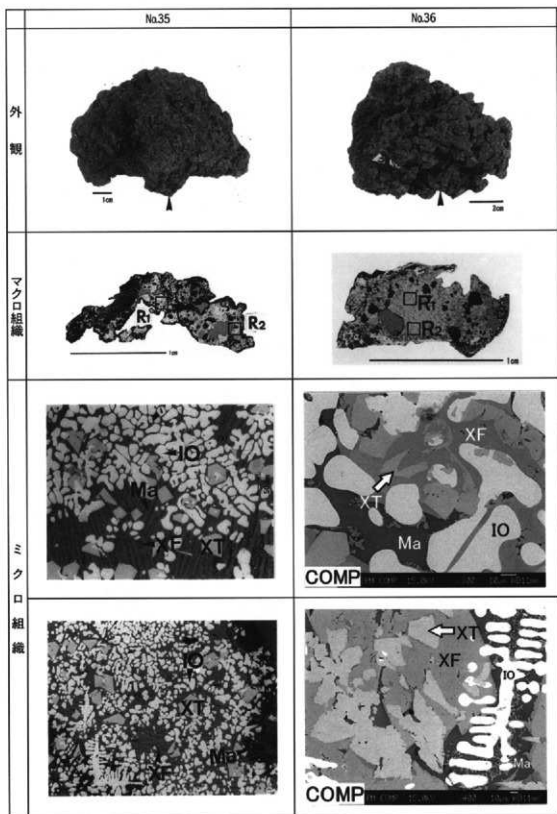 No.35 No.36
外観
1cm
2cm
マクロ組織
R₁
R₂
1cm
R₁
R₂
1cm
ミクロ組織
IO
Ma
XF XT
XF
XT
Ma
IO
COMP
IO
XT
Ma
XF
XT
XF
IO
Ma
COMP